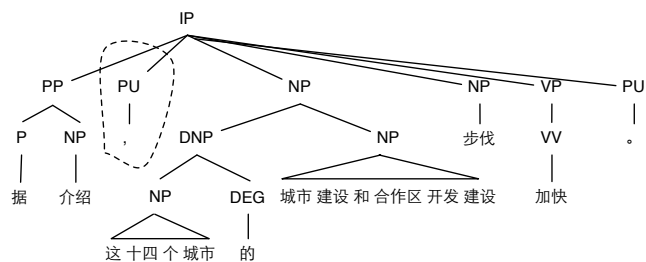 IP
PP PU NP NP VP PU
P NP , DNP NP 步伐 VV 。
据 介绍 NP DEG 城市 建设 和 合作区 开发 建设 加快
这 十四 个 城市 的